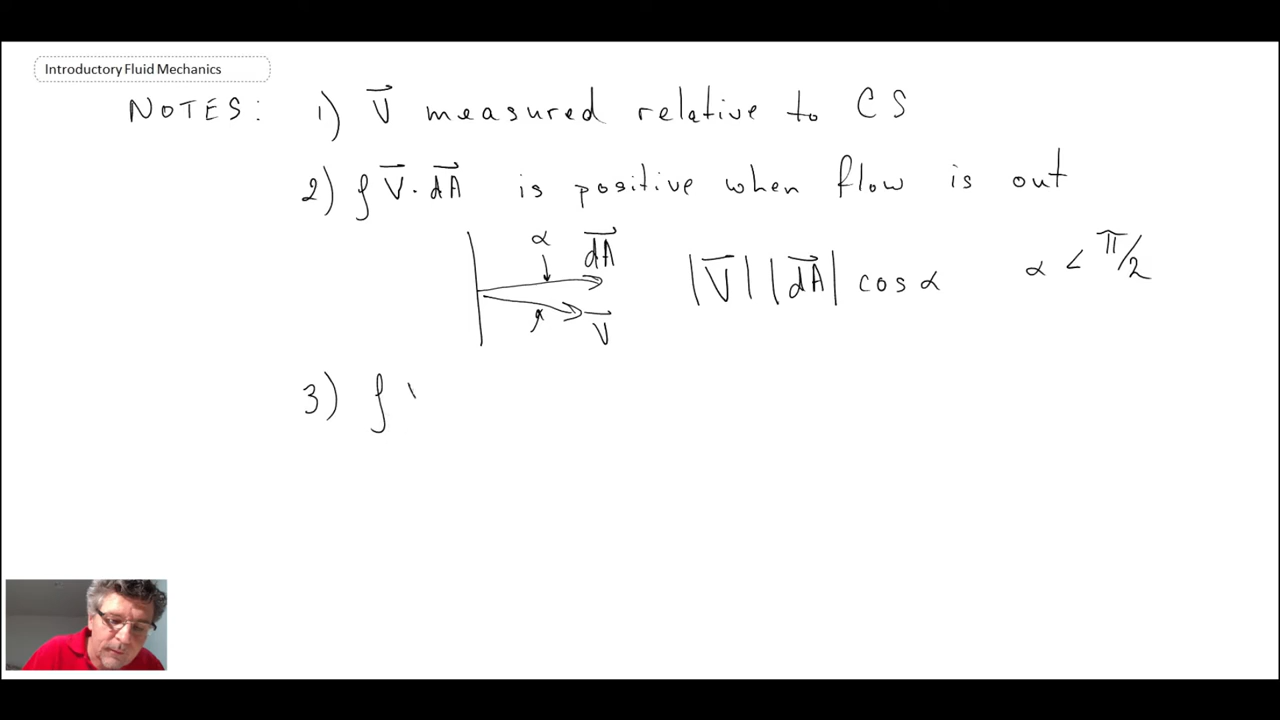 Introductory Fluid Mechanics
NOTES: 1) V⃗ measured relative to CS
2) ρ V⃗ · dA⃗ is positive when flow is out
α dA⃗ |V⃗| |dA⃗| cos α α < π/2
V⃗
3) ρ